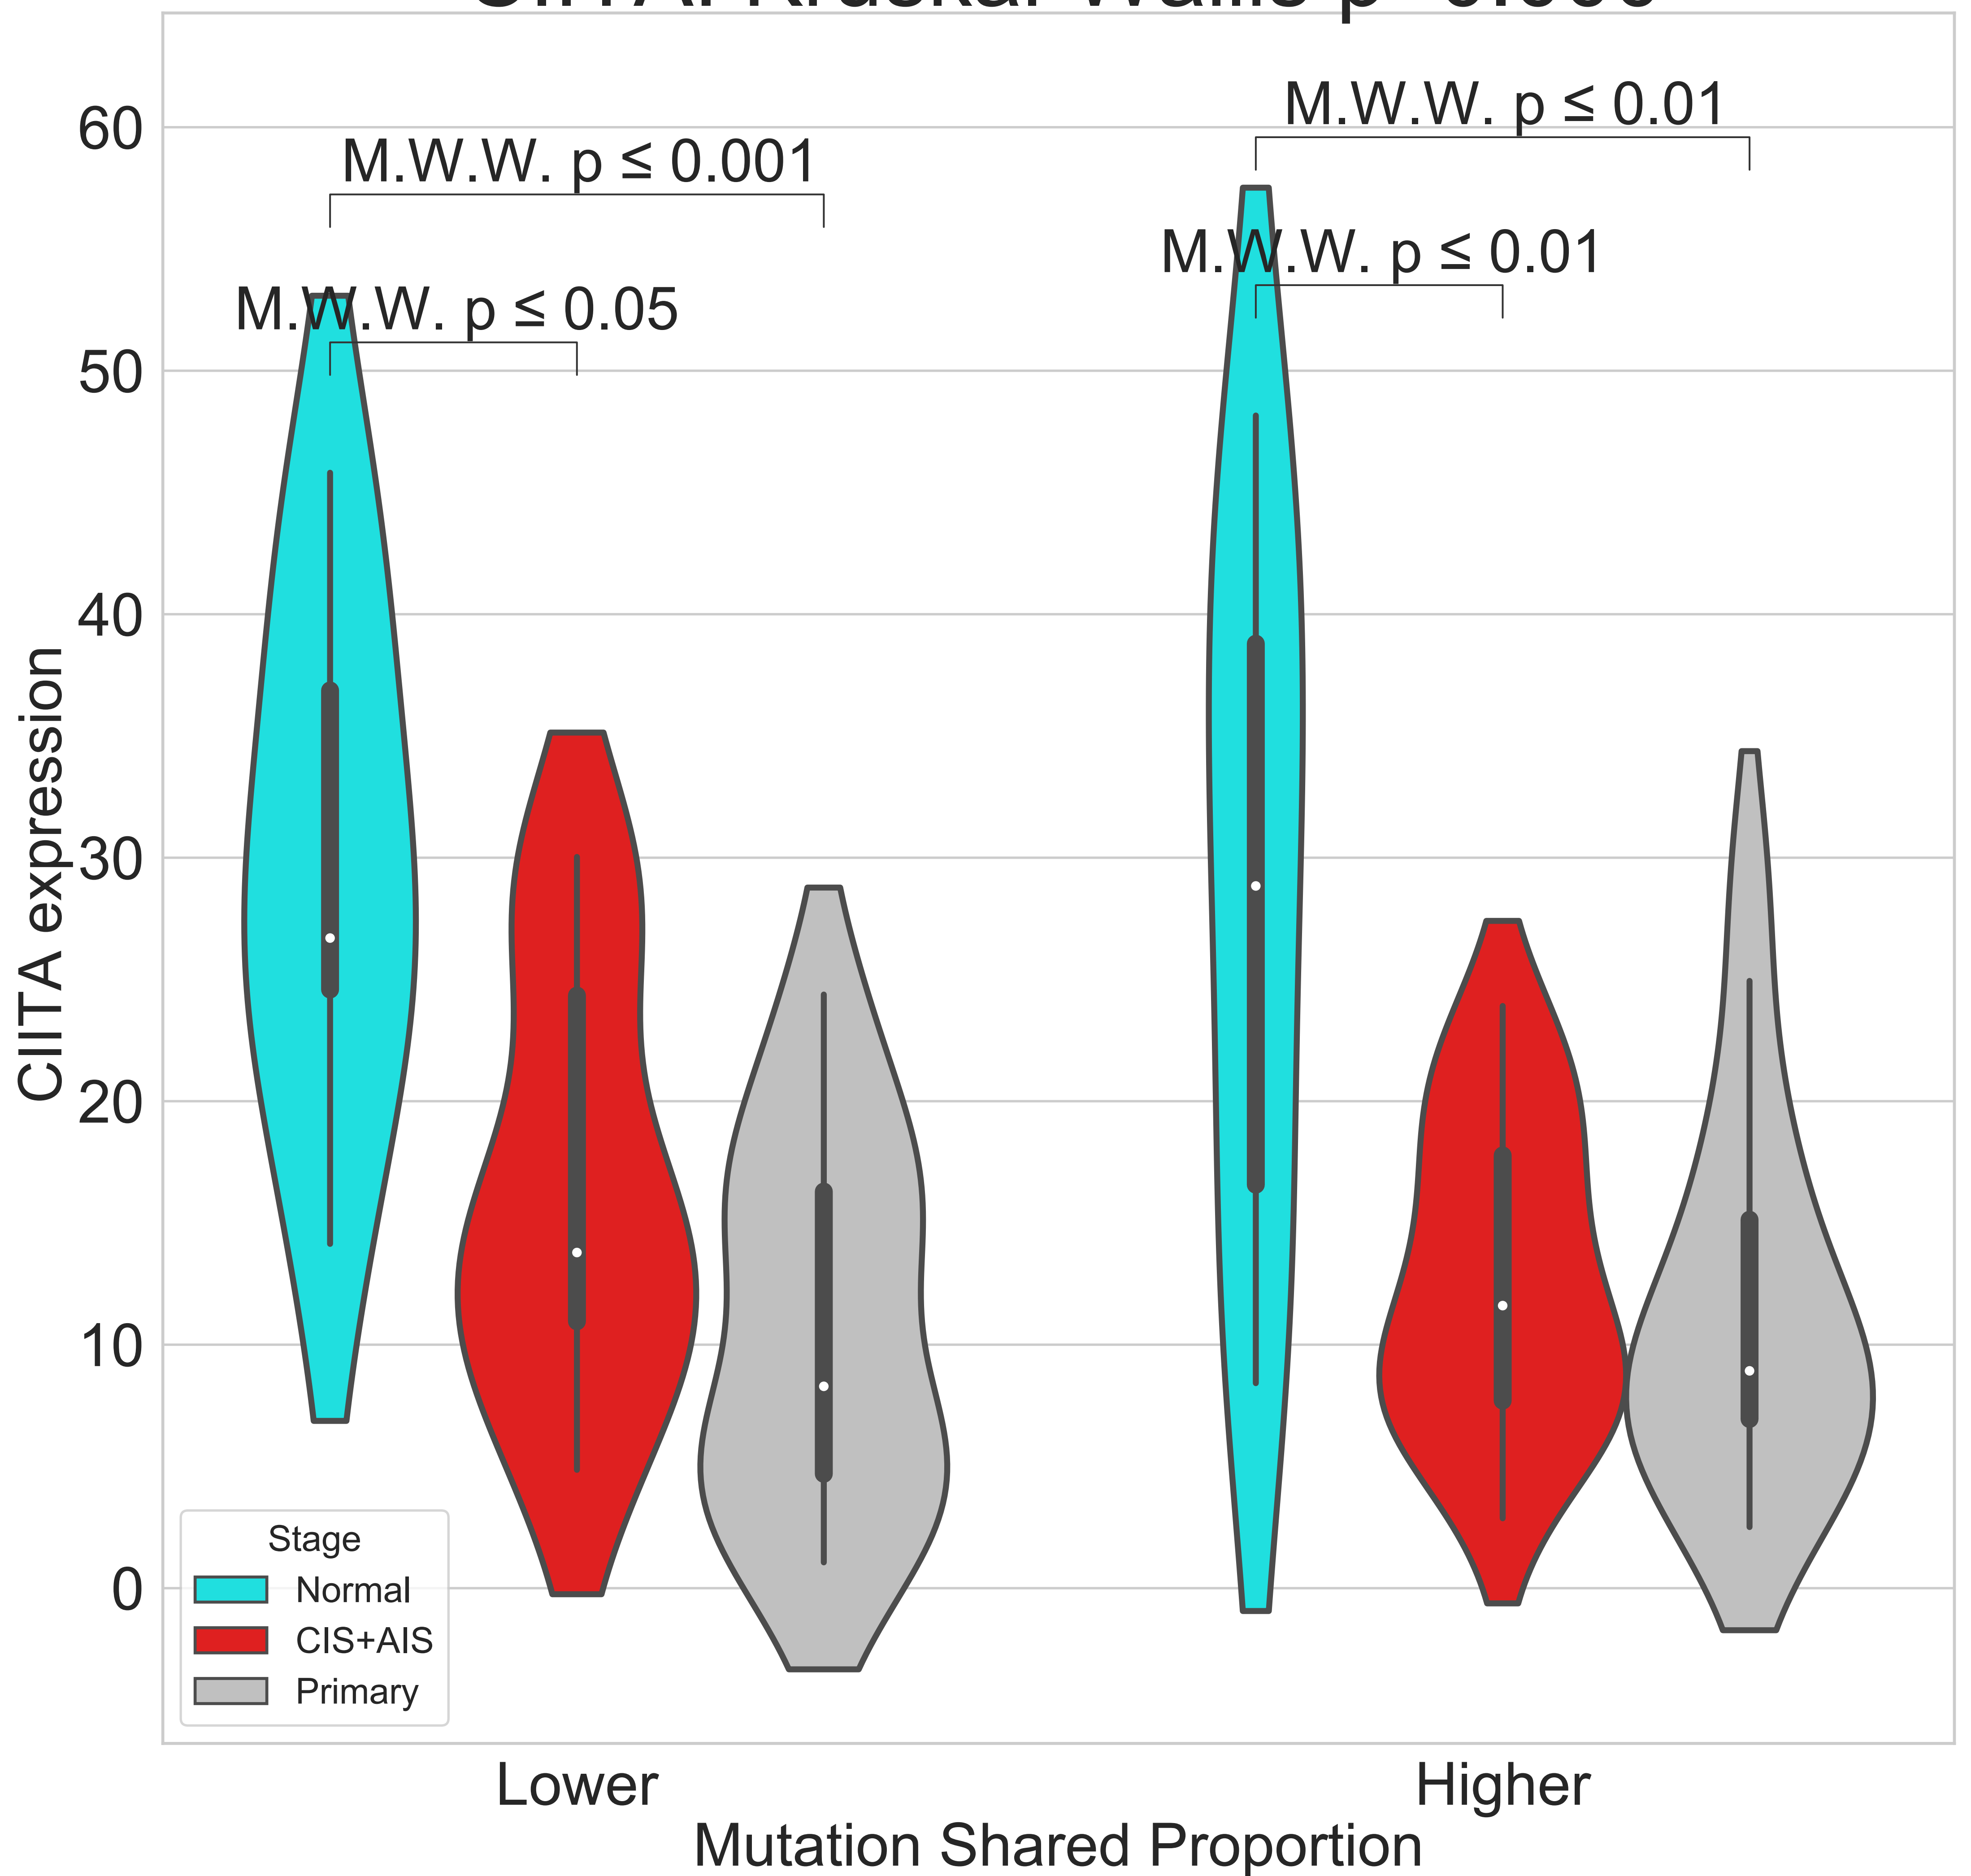 60
50
40
30
20
10
0
CIITA expression
M.W.W. p ≤ 0.001
M.W.W. p ≤ 0.05
M.W.W. p ≤ 0.01
M.W.W. p ≤ 0.01
Stage
Normal
CIS+AIS
Primary
Lower
Higher
Mutation Shared Proportion